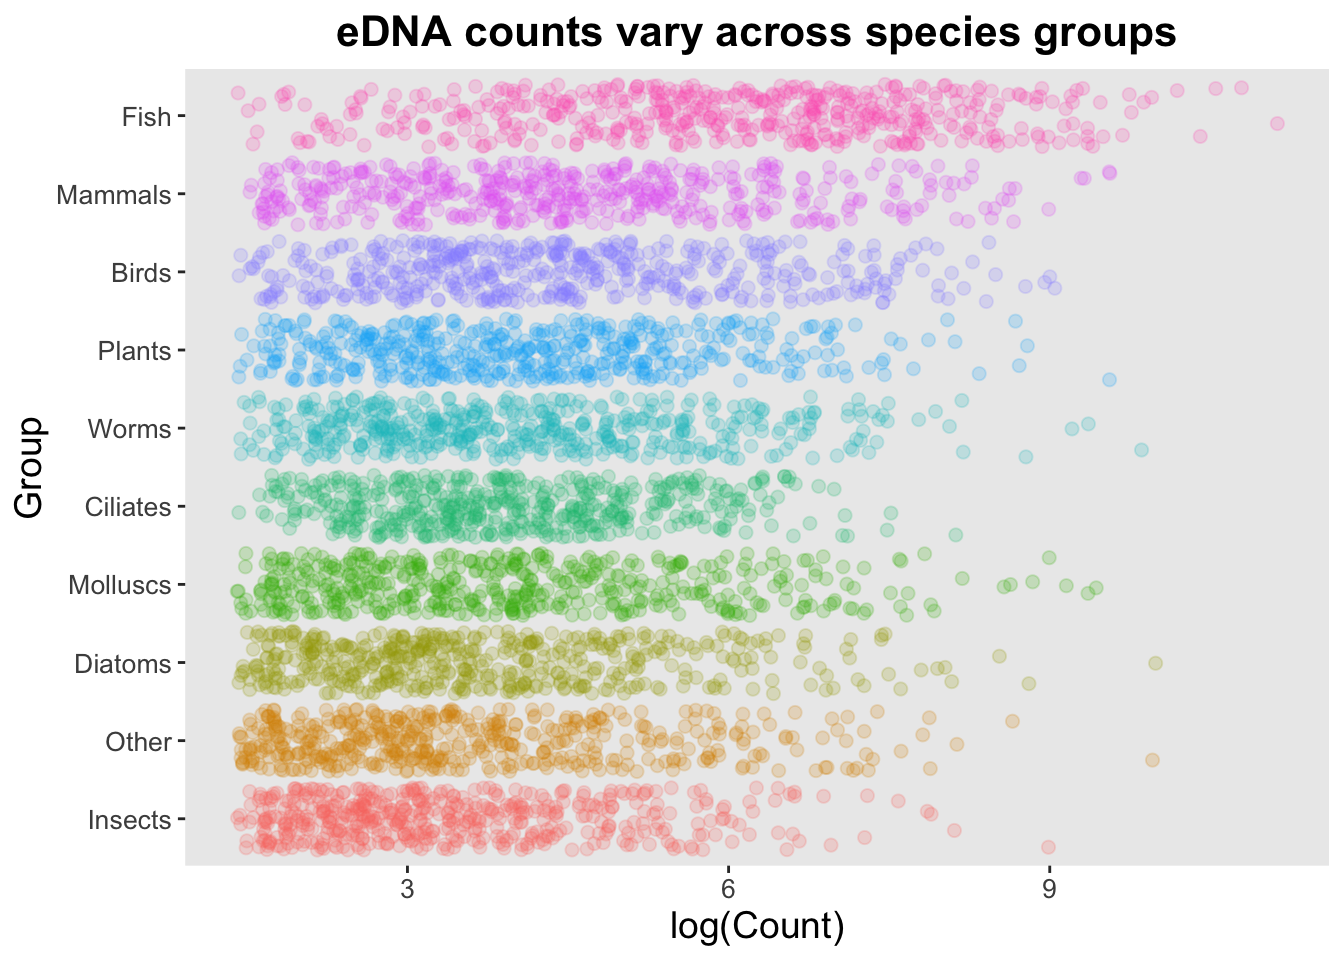 eDNA counts vary across species groups
Group
Fish
Mammals
Birds
Plants
Worms
Ciliates
Molluscs
Diatoms
Other
Insects
3 6 9
log(Count)